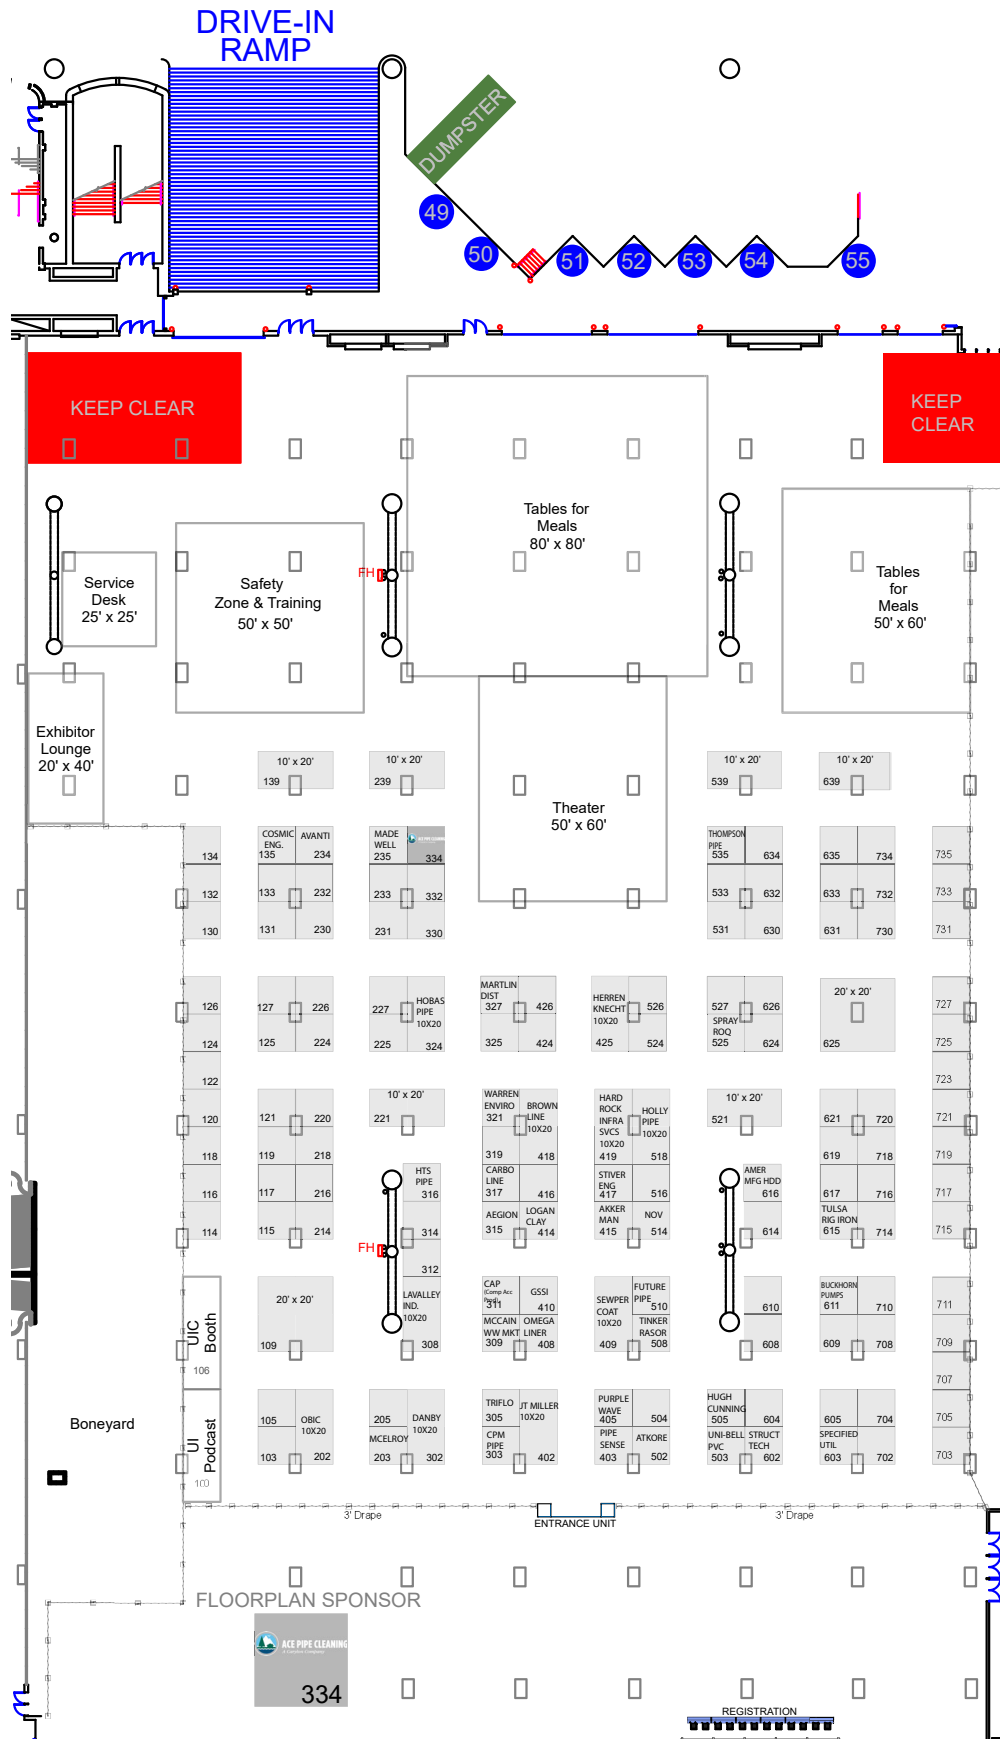 DRIVE-IN
RAMP
DUMPSTER
49
50
51
52
53
54
55
KEEP CLEAR
KEEP
CLEAR
Tables for
Meals
80' x 80'
FH
Service
Desk
25' x 25'
Safety
Zone & Training
50' x 50'
Tables
for
Meals
50' x 60'
Exhibitor
Lounge
20' x 40'
10' x 20'
139
10' x 20'
239
10' x 20'
539
10' x 20'
639
Theater
50' x 60'
134
COSMIC
ENG.
135
AVANTI
234
MADE
WELL
235
334
THOMPSON
PIPE
535
634
635
734
735
132
133
232
233
332
533
632
633
732
733
130
131
230
231
330
531
630
631
730
731
126
127
226
227
HOBAS
PIPE
10X20
MARTLIN
DIST
327
426
HERREN
KNECHT
10X20
526
527
626
20' x 20'
727
124
125
224
225
324
325
424
425
524
SPRAY
ROQ
525
624
625
725
122
723
120
121
220
10' x 20'
221
WARREN
ENVIRO
321
BROWN
LINE
10X20
HARD
ROCK
INFRA
SVCS
10X20
HOLLY
PIPE
10X20
10' x 20'
521
621
720
721
118
119
218
319
418
419
518
619
718
719
116
117
216
HTS
PIPE
316
CARBO
LINE
317
416
STIVER
ENG
417
516
AMER
MFG HDD
616
617
716
717
114
115
214
314
AEGION
315
LOGAN
CLAY
414
AKKER
MAN
415
NOV
514
614
TULSA
RIG IRON
615
714
715
FH
312
UIC
Booth
106
20' x 20'
109
LAVALLEY
IND.
10X20
308
CAP
(Comp Acc
311
GSSI
410
SEWPER
COAT
10X20
409
FUTURE
PIPE
510
610
BUCKHORN
PUMPS
611
710
711
MCCAIN
WW MKT
309
OMEGA
LINER
408
TINKER
RASOR
508
608
609
708
709
707
UI
Podcast
100
Boneyard
105
OBIC
10X20
205
DANBY
10X20
TRIFLO
305
JT MILLER
10X20
PURPLE
WAVE
405
504
HUGH
CUNNING
505
604
605
704
705
103
202
MCELROY
203
302
CPM
PIPE
303
402
PIPE
SENSE
403
ATKORE
502
UNI-BELL
PVC
503
STRUCT
TECH
602
SPECIFIED
UTIL
603
702
703
3' Drape
ENTRANCE UNIT
3' Drape
FLOORPLAN SPONSOR
ACE PIPE CLEANING
334
REGISTRATION